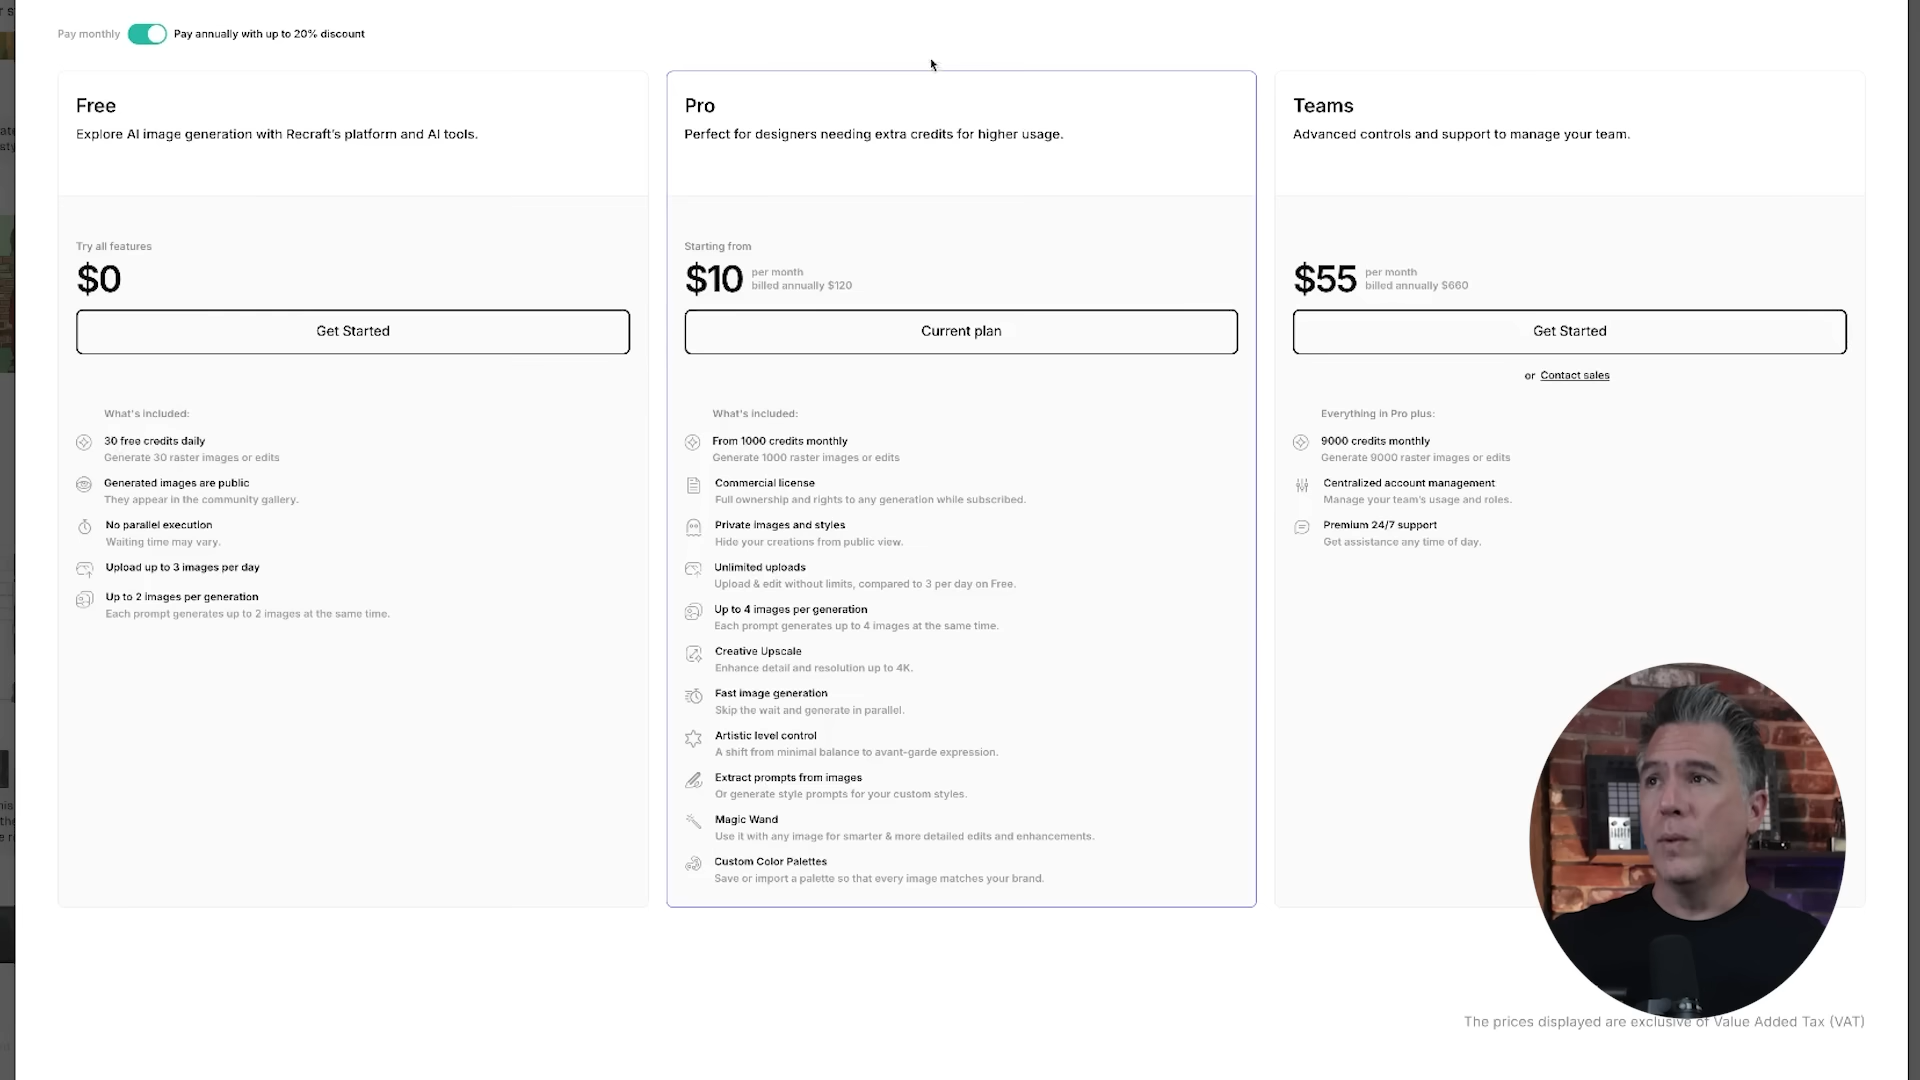 Pay monthly
Pay annually with up to 20% discount
Free
Explore AI image generation with Recraft's platform and AI tools.
Try all features
$0
Get Started
What's included:
30 free credits daily
Generate 30 raster images or edits
Generated images are public
They appear in the community gallery.
No parallel execution
Waiting time may vary.
Upload up to 3 images per day
Up to 2 images per generation
Each prompt generates up to 2 images at the same time.
Pro
Perfect for designers needing extra credits for higher usage.
Starting from
$10
per month
billed annually $120
Current plan
What's included:
From 1000 credits monthly
Generate 1000 raster images or edits
Commercial license
Full ownership and rights to any generation while subscribed.
Private images and styles
Hide your creations from public view.
Unlimited uploads
Upload & edit without limits, compared to 3 per day on Free.
Up to 4 images per generation
Each prompt generates up to 4 images at the same time.
Creative Upscale
Enhance detail and resolution up to 4K.
Fast image generation
Skip the wait and generate in parallel.
Artistic level control
A shift from minimal balance to avant-garde expression.
Extract prompts from images
Or generate style prompts for your custom styles.
Magic Wand
Use it with any image for smarter & more detailed edits and enhancements.
Custom Color Palettes
Save or import a palette so that every image matches your brand.
Teams
Advanced controls and support to manage your team.
$55
per month
billed annually $660
Get Started
or Contact sales
Everything in Pro plus:
9000 credits monthly
Generate 9000 raster images or edits
Centralized account management
Manage your team's usage and roles.
Premium 24/7 support
Get assistance any time of day.
The prices displayed are exclusive of Value Added Tax (VAT)